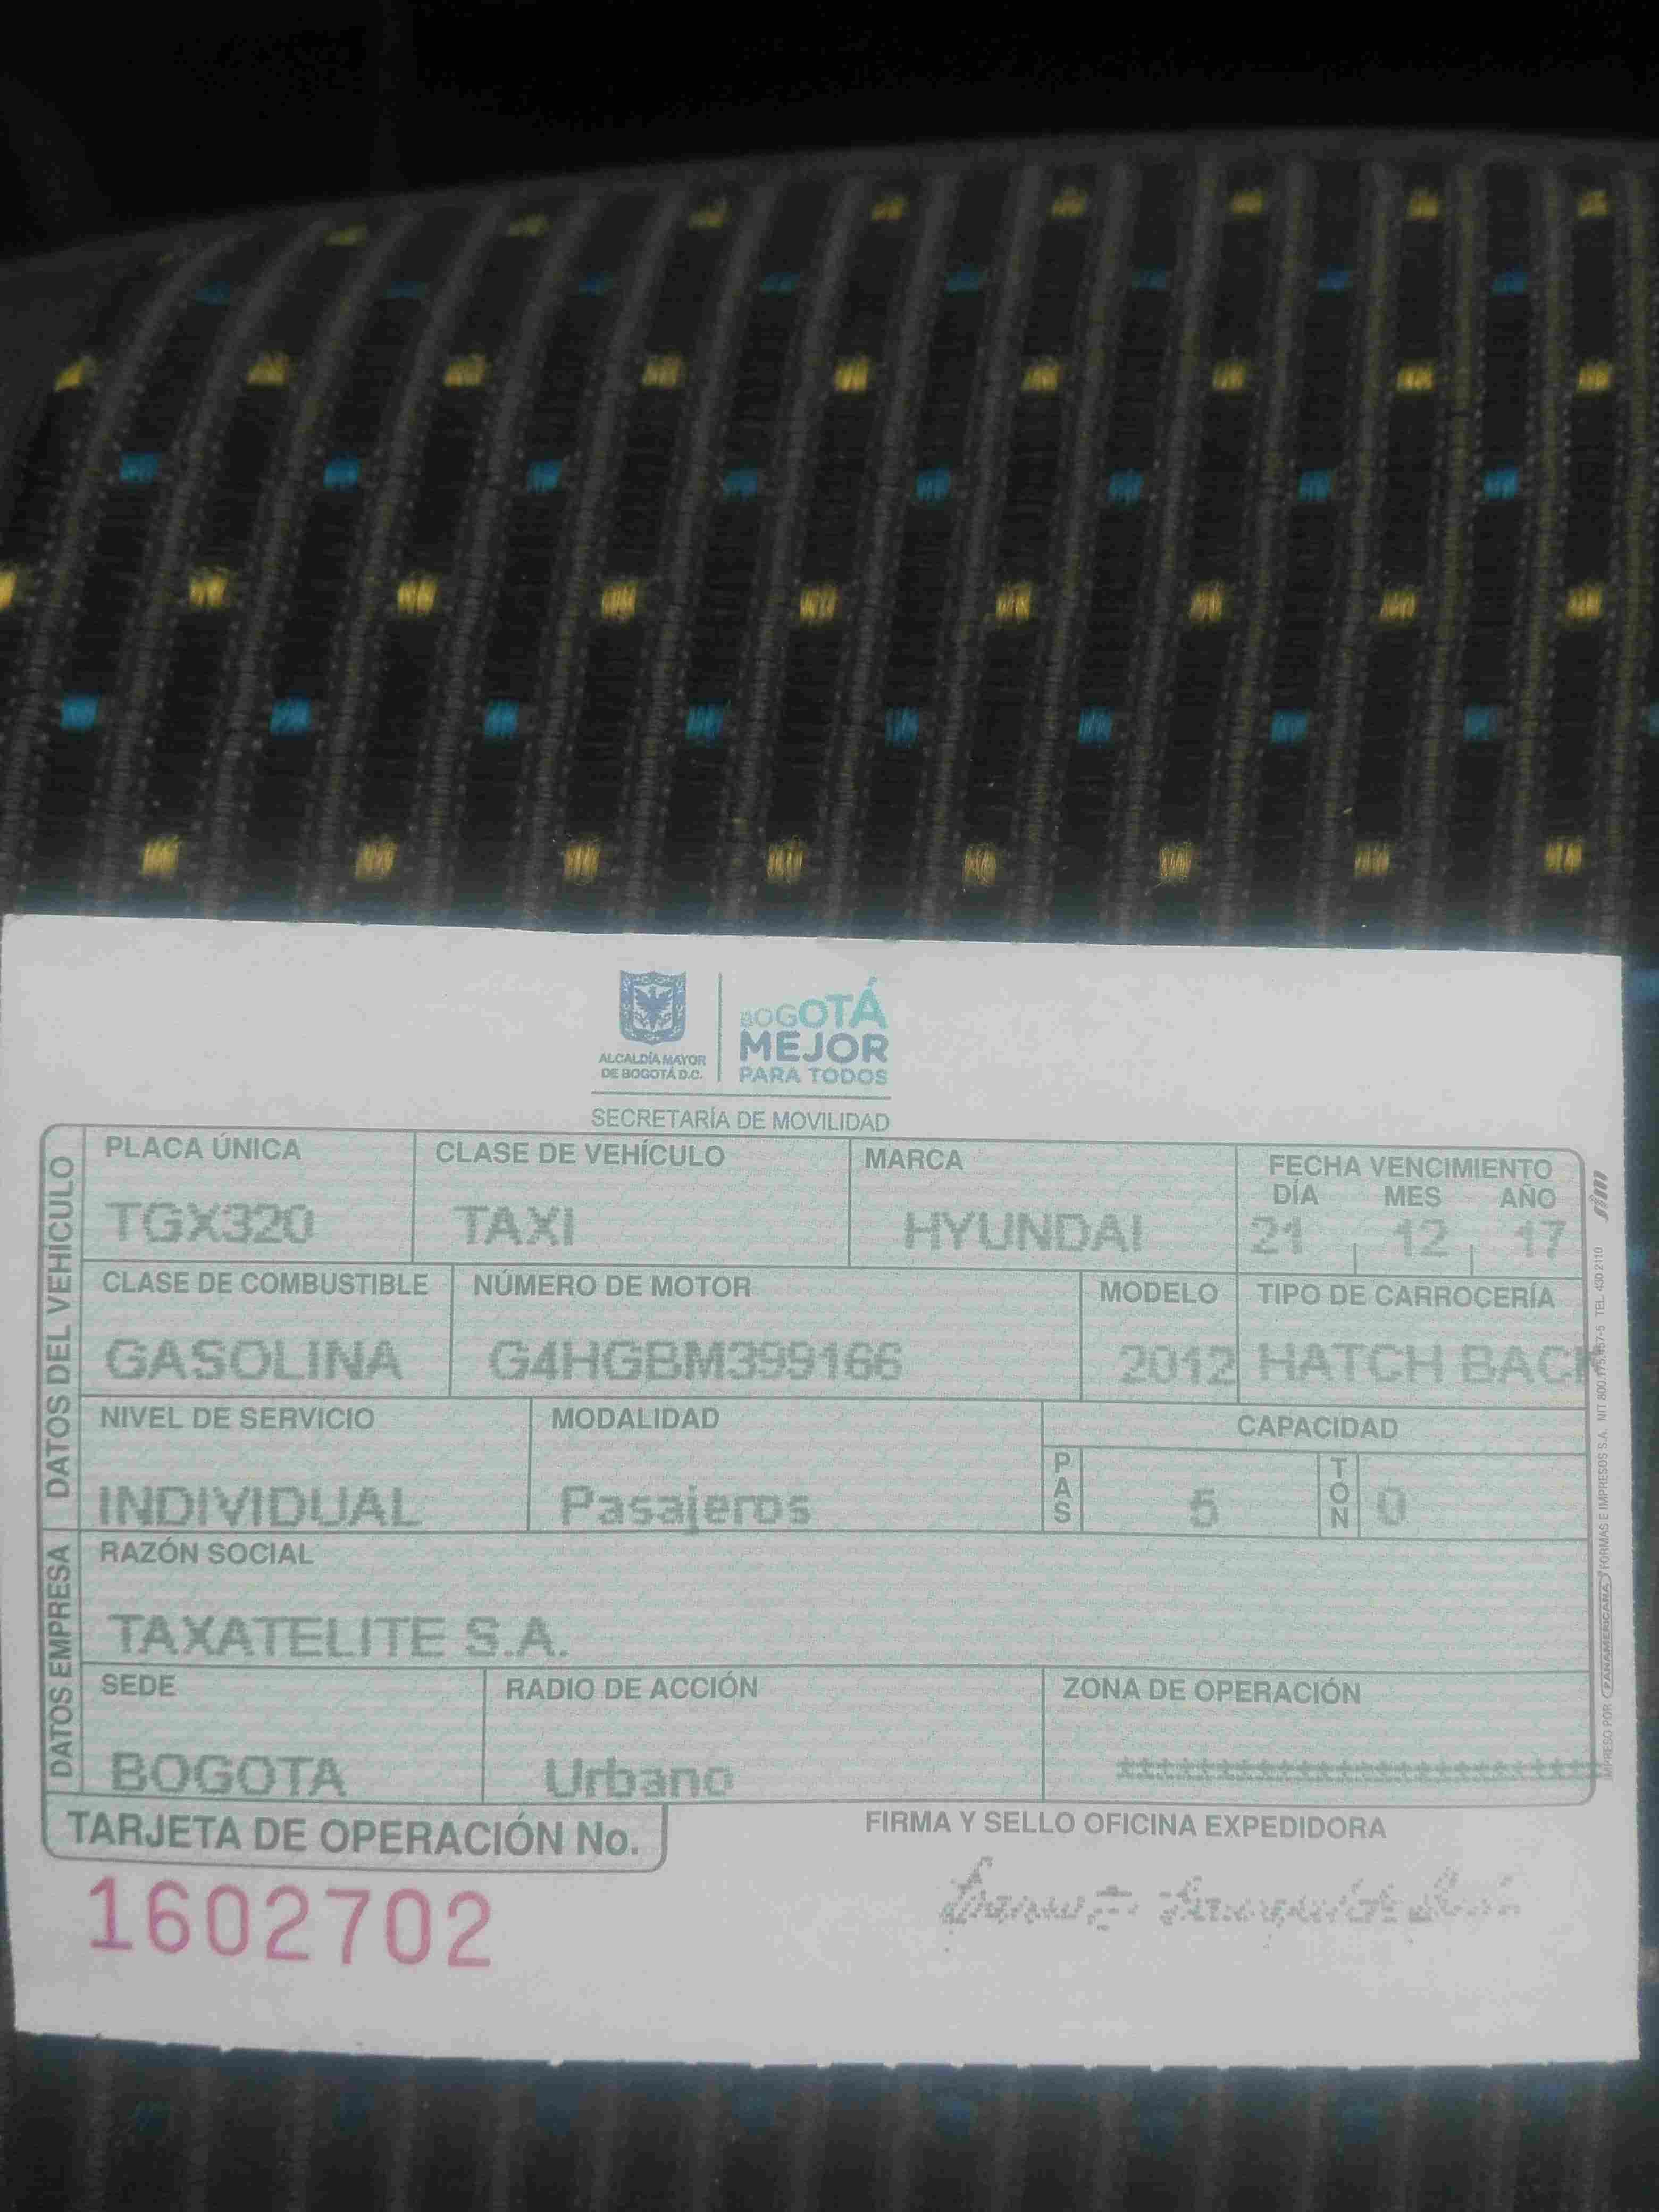 ALCALDÍA MAYOR
DE BOGOTÁ D.C.
BOGOTÁ
MEJOR
PARA TODOS
SECRETARÍA DE MOVILIDAD
DATOS DEL VEHÍCULO
PLACA ÚNICA CLASE DE VEHÍCULO MARCA FECHA VENCIMIENTO
DÍA MES AÑO
TGX320 TAXI HYUNDAI 21 12 17
CLASE DE COMBUSTIBLE NÚMERO DE MOTOR MODELO TIPO DE CARROCERÍA
GASOLINA G4HGBM399166 2012 HATCH BACK
NIVEL DE SERVICIO MODALIDAD CAPACIDAD
INDIVIDUAL Pasajeros PAS 5 TON 0
DATOS EMPRESA
RAZÓN SOCIAL
TAXATELITE S.A.
SEDE RADIO DE ACCIÓN ZONA DE OPERACIÓN
BOGOTA Urbano
TARJETA DE OPERACIÓN No. FIRMA Y SELLO OFICINA EXPEDIDORA
1602702
sim
IMPRESO POR PANAMERICANA FORMAS E IMPRESOS S.A. NIT TEL. 430 2110